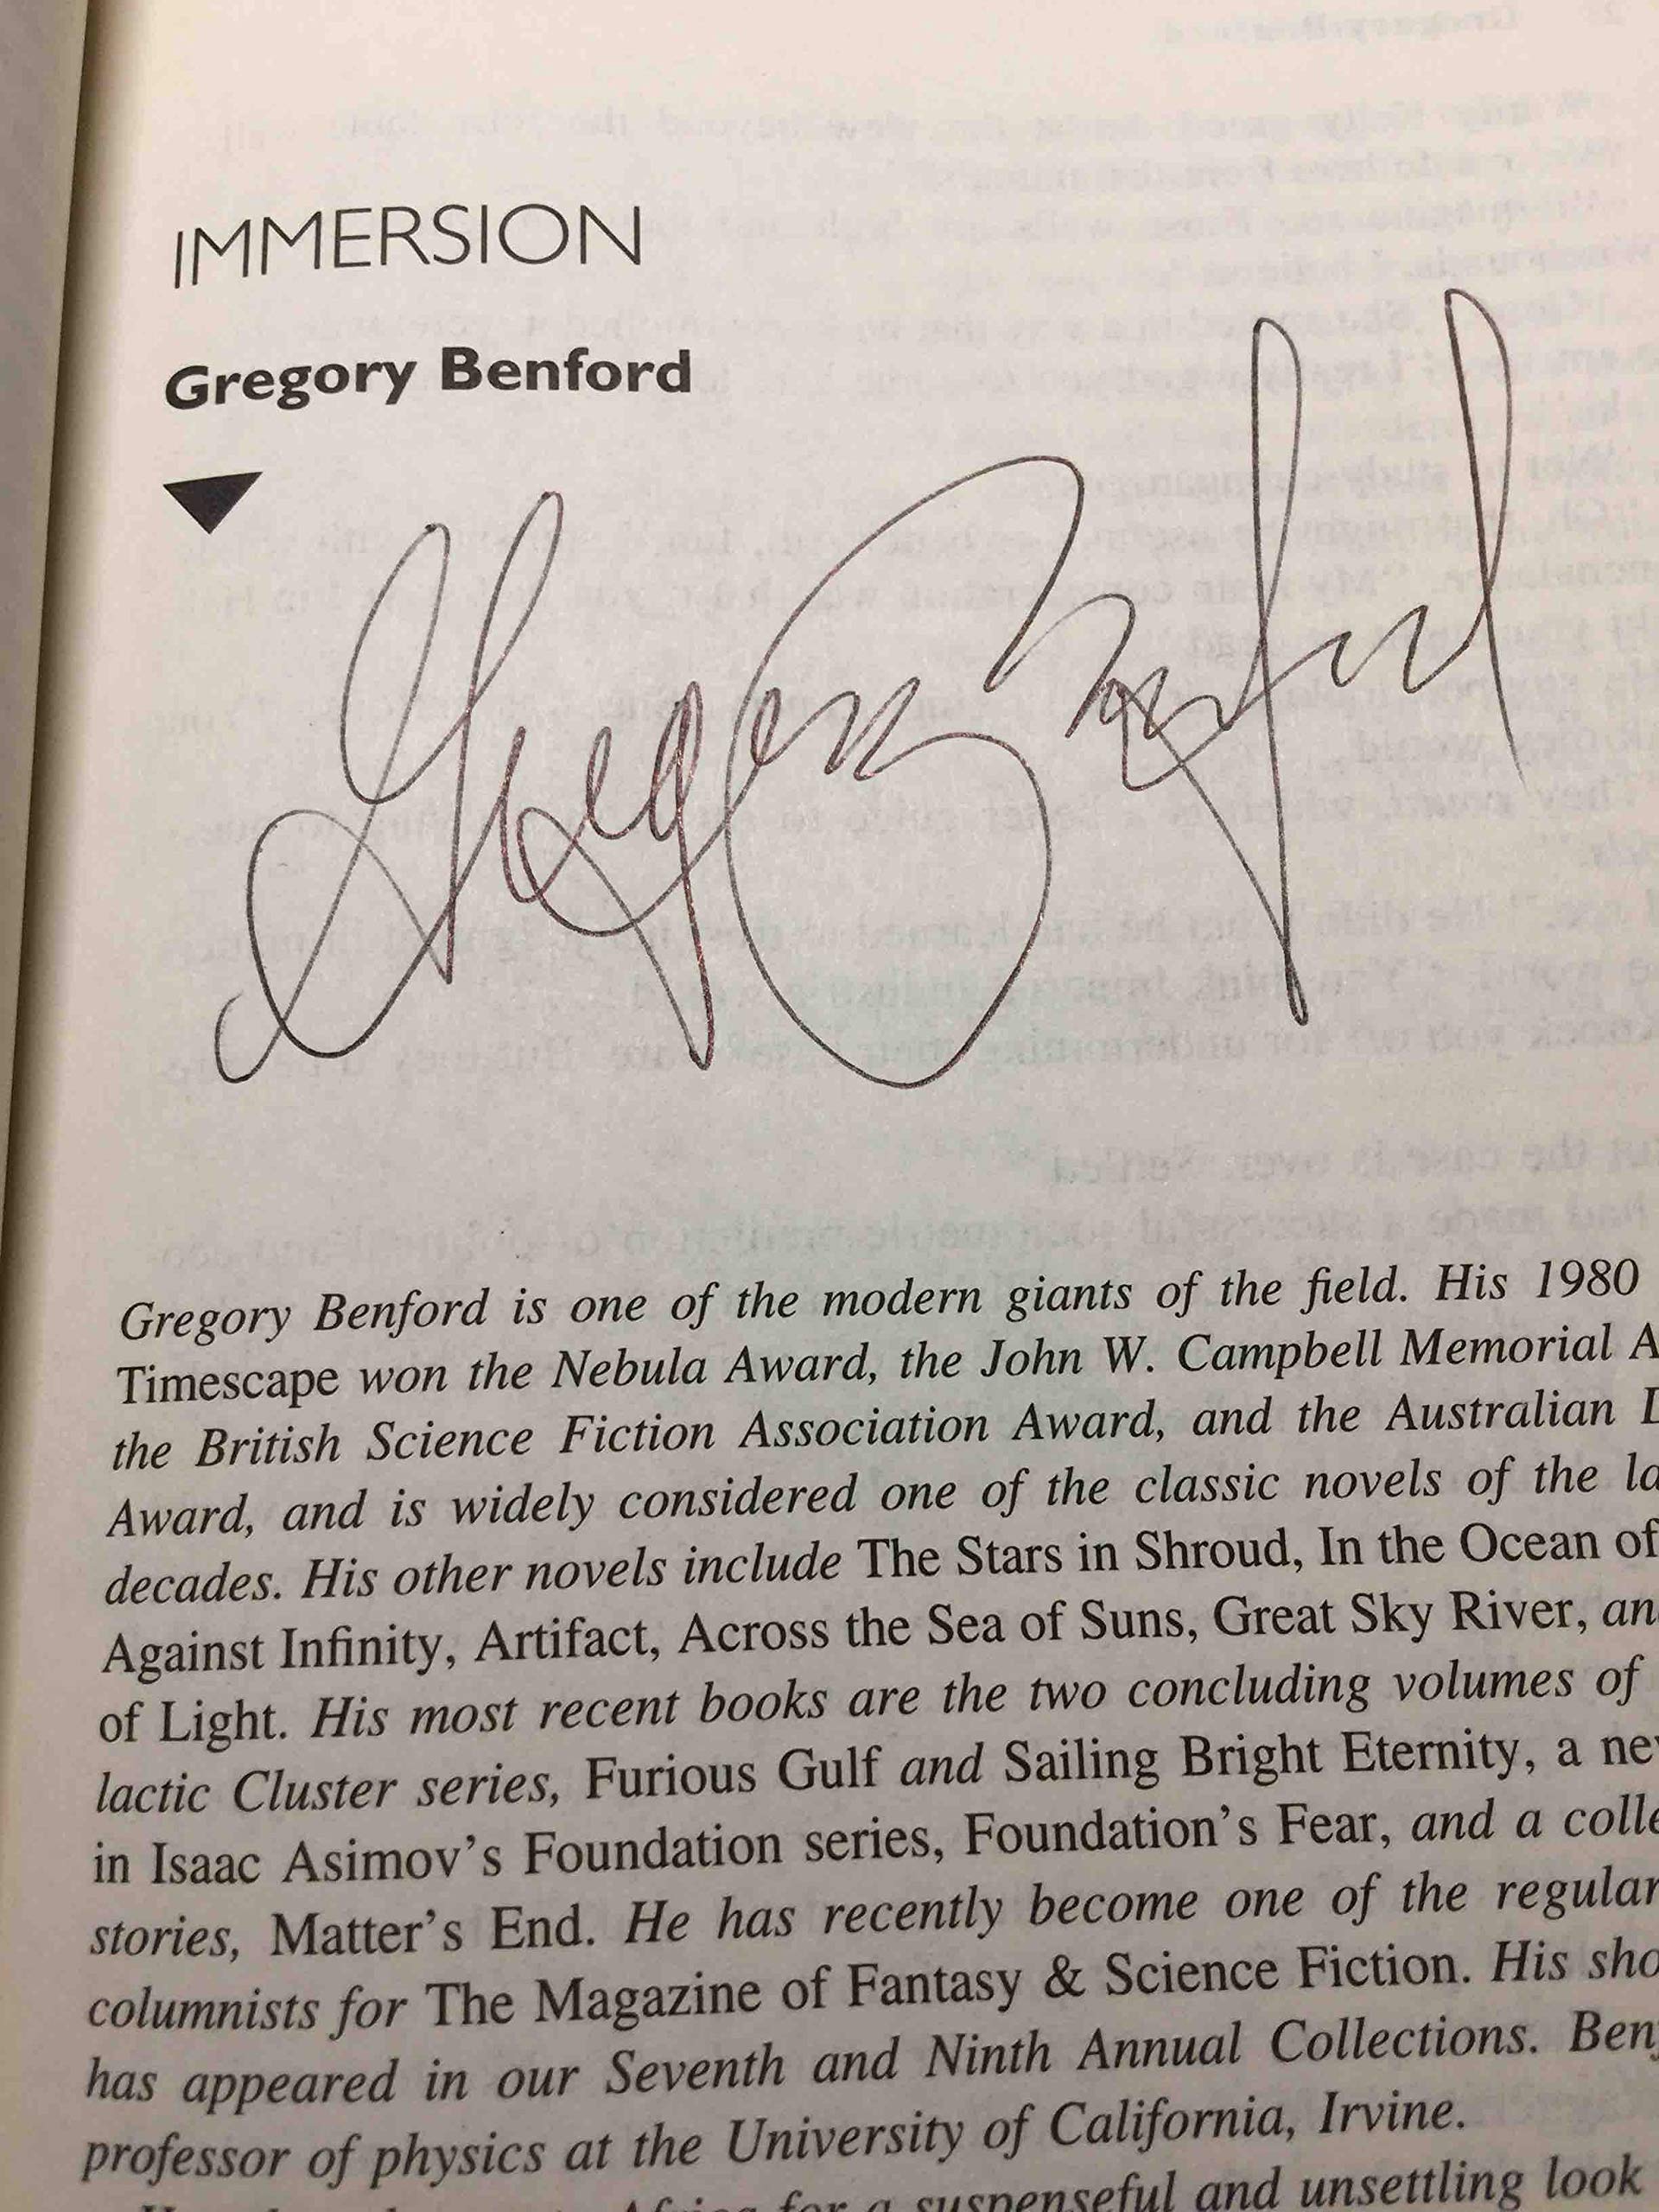 IMMERSION
Gregory Benford
Gregory Benford
Gregory Benford is one of the modern giants of the field. His 1980
Timescape won the Nebula Award, the John W. Campbell Memorial A
the British Science Fiction Association Award, and the Australian
Award, and is widely considered one of the classic novels of the la
decades. His other novels include The Stars in Shroud, In the Ocean of
Against Infinity, Artifact, Across the Sea of Suns, Great Sky River, an
of Light. His most recent books are the two concluding volumes of
lactic Cluster series, Furious Gulf and Sailing Bright Eternity, a ne
in Isaac Asimov's Foundation series, Foundation's Fear, and a colle
stories, Matter's End. He has recently become one of the regular
columnists for The Magazine of Fantasy & Science Fiction. His sho
has appeared in our Seventh and Ninth Annual Collections. Ben
professor of physics at the University of California, Irvine.
Africa for a suspenseful and unsettling look